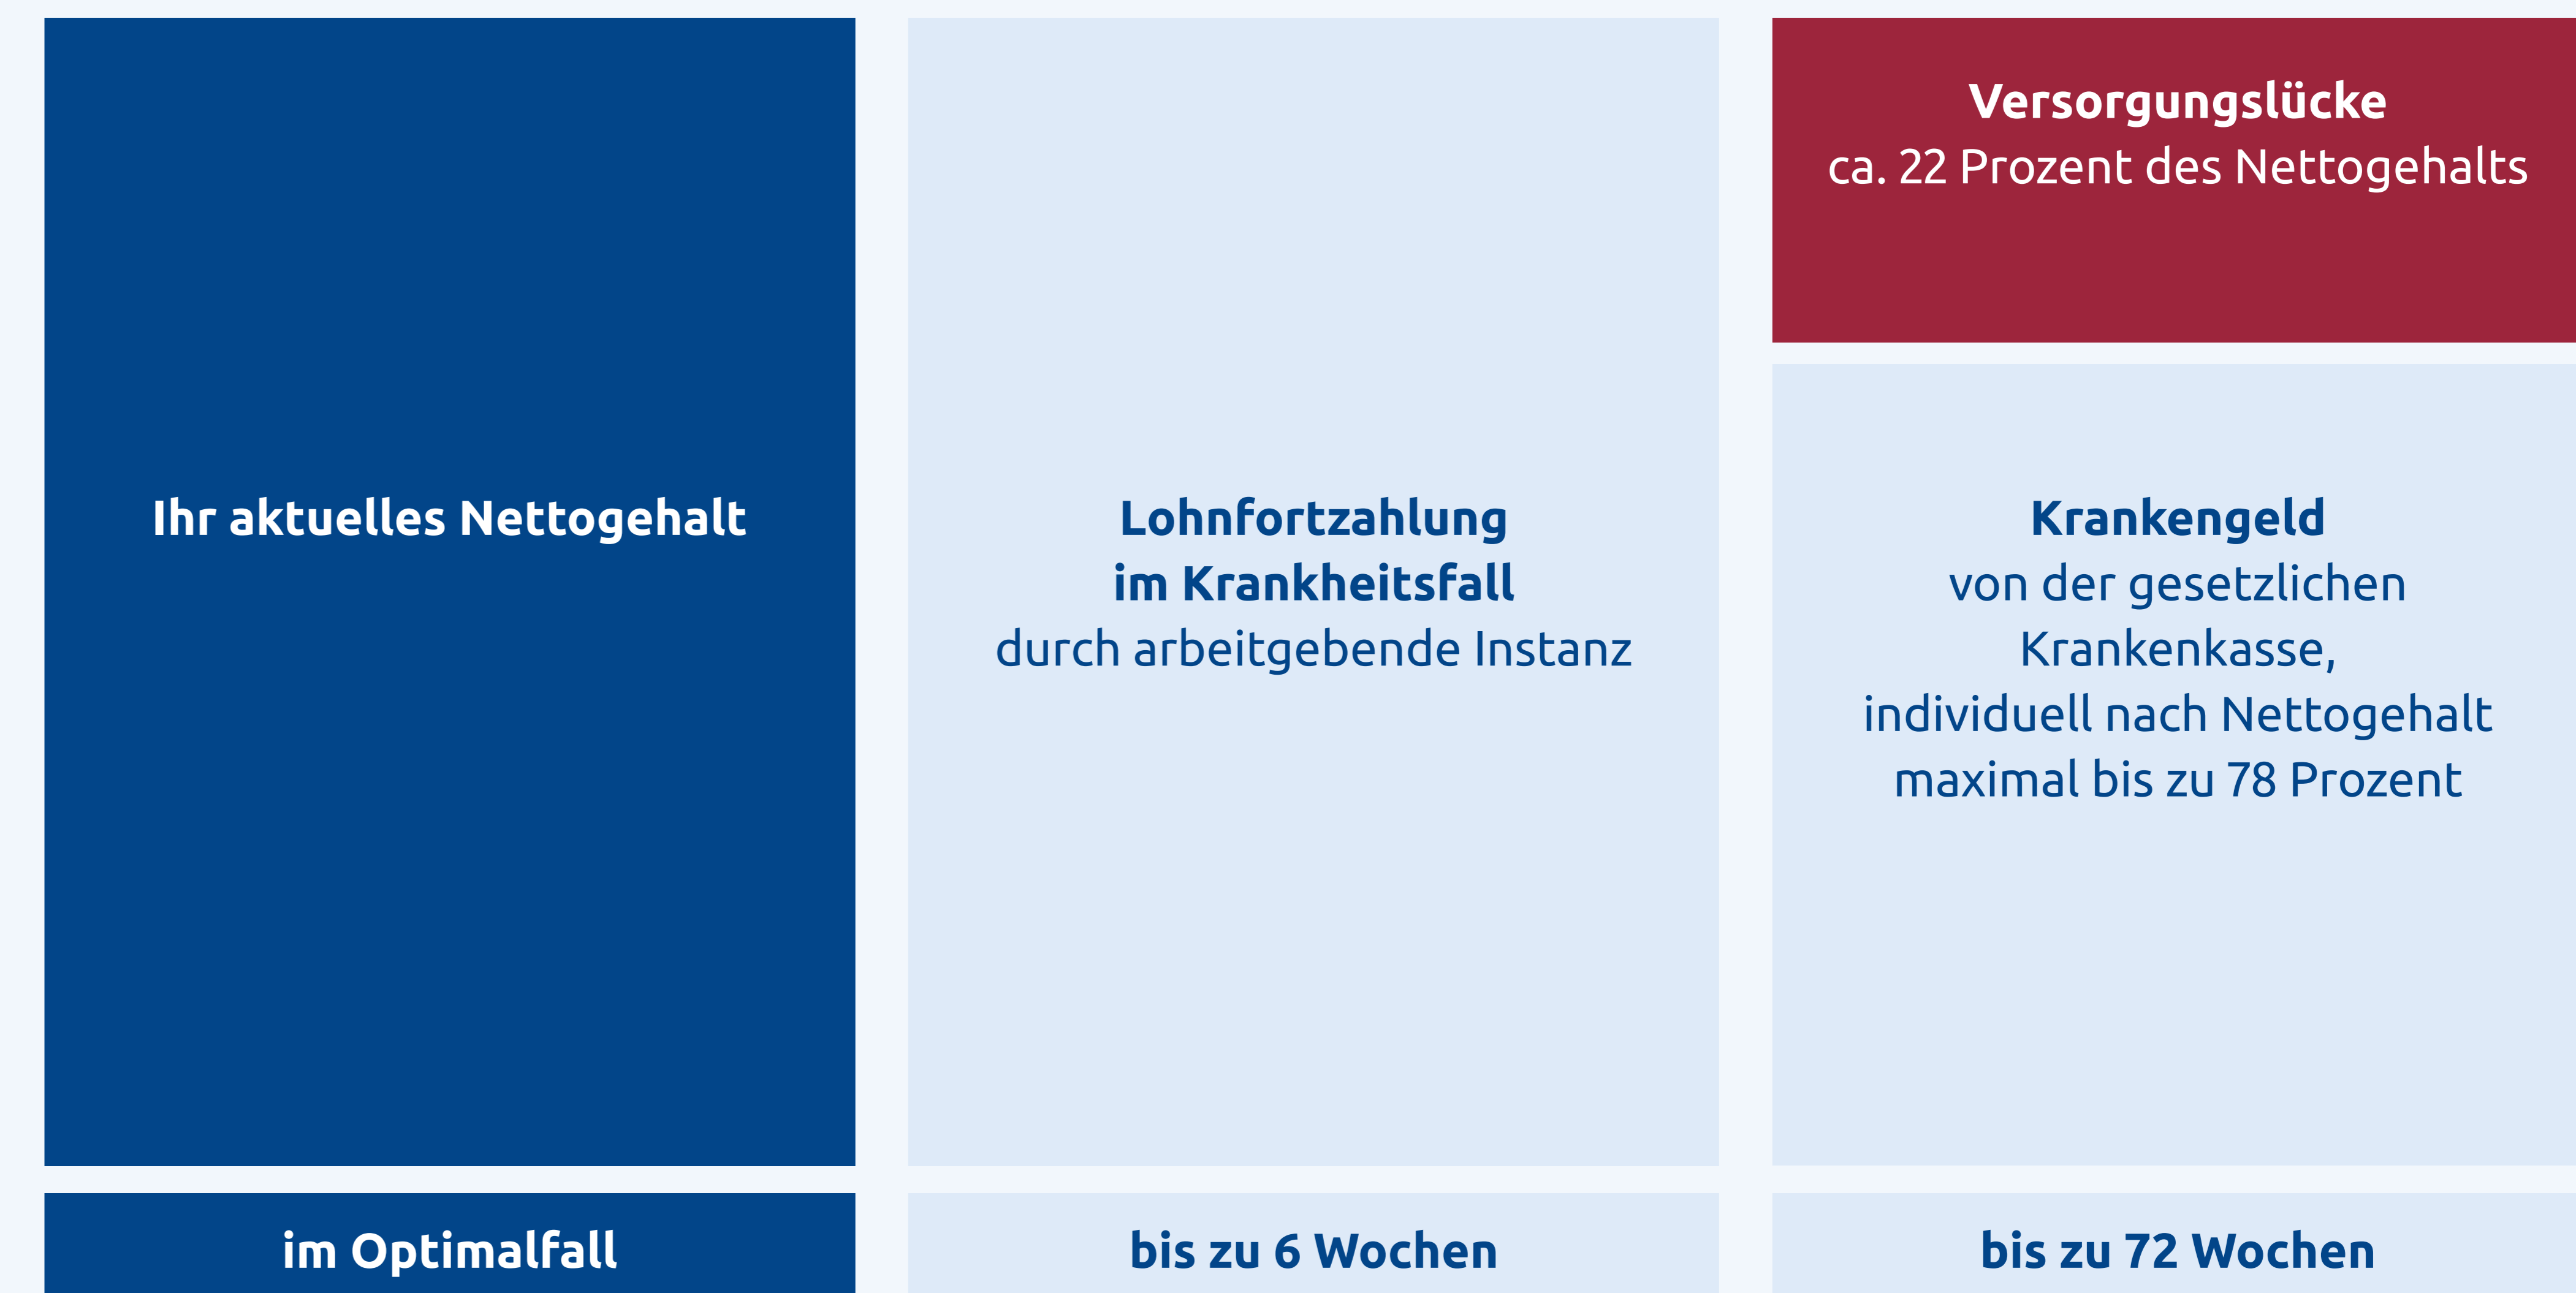 Ihr aktuelles Nettogehalt
im Optimalfall
Lohnfortzahlung
im Krankheitsfall
durch arbeitgebende Instanz
bis zu 6 Wochen
Versorgungslücke
ca. 22 Prozent des Nettogehalts
Krankengeld
von der gesetzlichen
Krankenkasse,
individuell nach Nettogehalt
maximal bis zu 78 Prozent
bis zu 72 Wochen